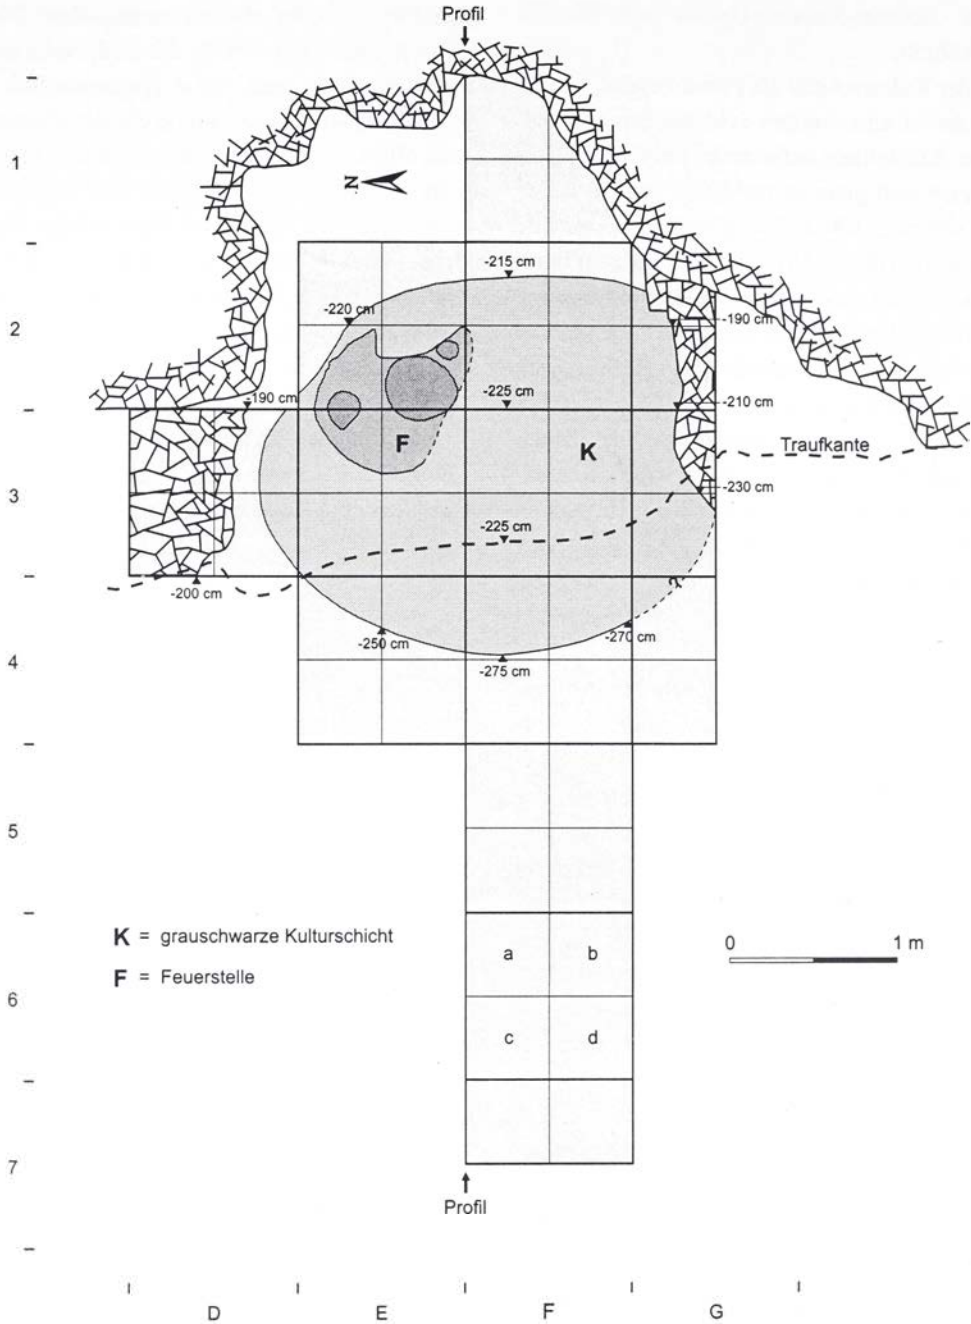 Profil
1
N
-215 cm
-220 cm
2
-190 cm
-190 cm
-225 cm
-210 cm
F
K
Traufkante
3
-230 cm
-225 cm
?
-200 cm
-250 cm
-270 cm
4
-275 cm
5
K = grauschwarze Kulturschicht
a
b
0
1 m
F = Feuerstelle
6
c
d
7
Profil
D
E
F
G